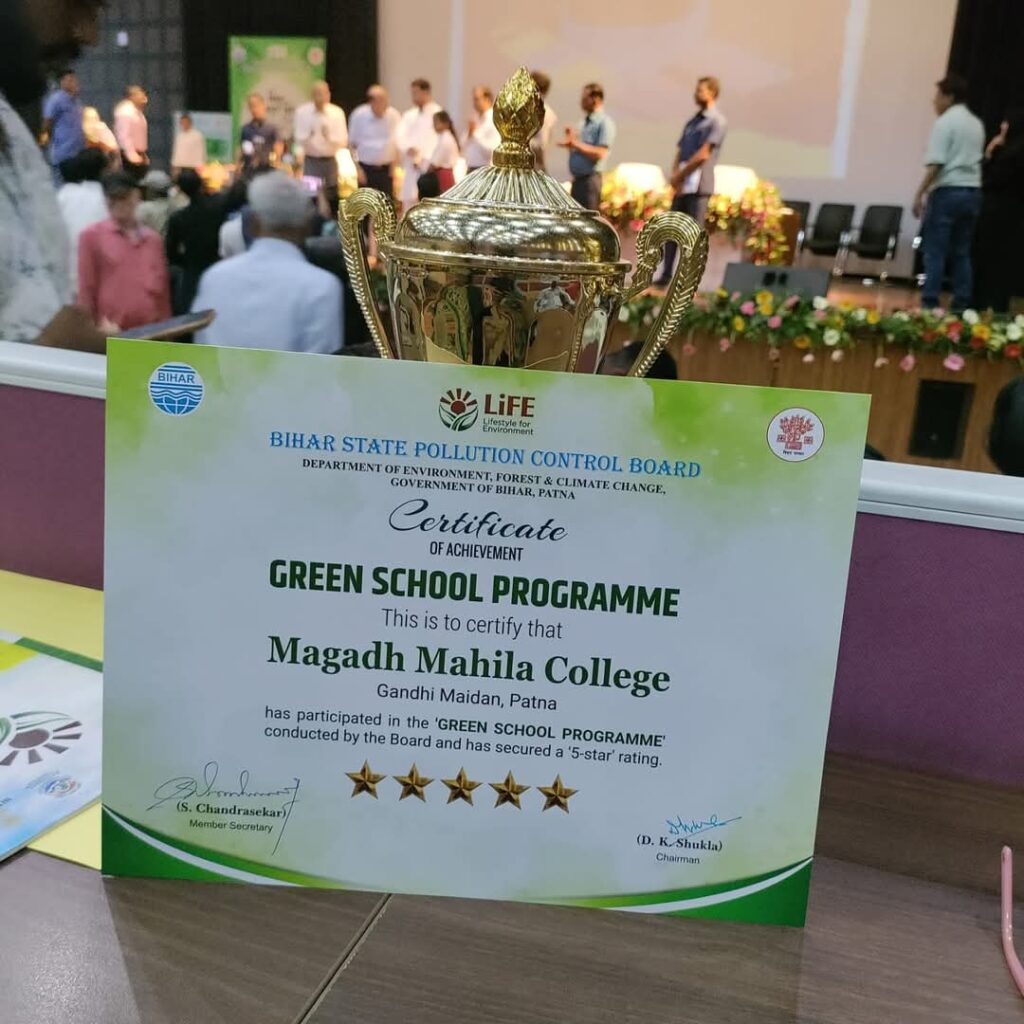 BIHAR
LiFE
Lifestyle for
Environment
BIHAR STATE POLLUTION CONTROL BOARD
DEPARTMENT OF ENVIRONMENT, FOREST & CLIMATE CHANGE,
GOVERNMENT OF BIHAR, PATNA
Certificate
OF ACHIEVEMENT
GREEN SCHOOL PROGRAMME
This is to certify that
Magadh Mahila College
Gandhi Maidan, Patna
has participated in the 'GREEN SCHOOL PROGRAMME'
conducted by the Board and has secured a '5-star' rating.
(S. Chandrasekar)
Member Secretary
(D. K. Shukla)
Chairman